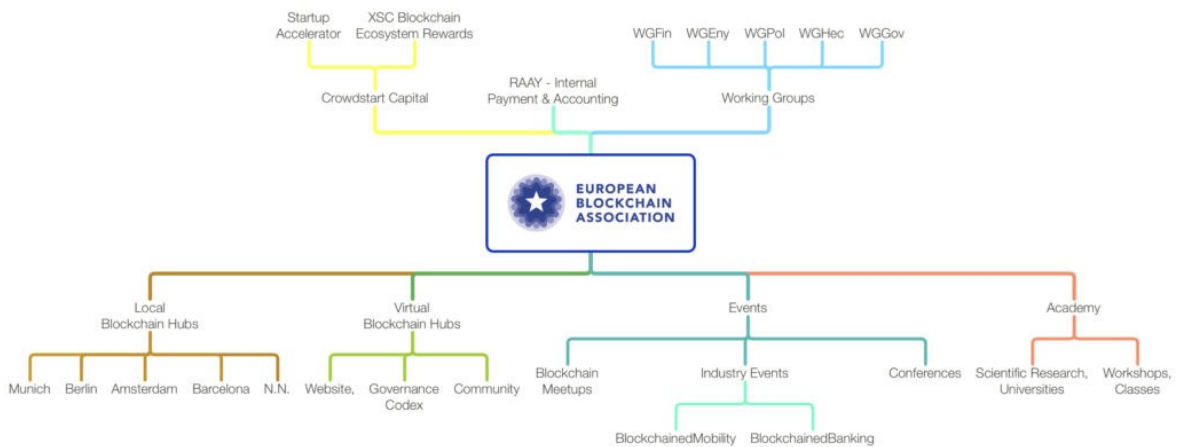 Startup
Accelerator
XSC Blockchain
Ecosystem Rewards
WGFin
WGEny
WGPol
WGHec
WGGov
Crowdstart Capital
RAAY - Internal
Payment & Accounting
Working Groups
EUROPEAN
BLOCKCHAIN
ASSOCIATION
Local
Blockchain Hubs
Virtual
Blockchain Hubs
Events
Academy
Munich
Berlin
Amsterdam
Barcelona
N.N.
Website,
Governance
Codex
Community
Blockchain
Meetups
Industry Events
Conferences
Scientific Research,
Universities
Workshops,
Classes
BlockchainedMobility
BlockchainedBanking